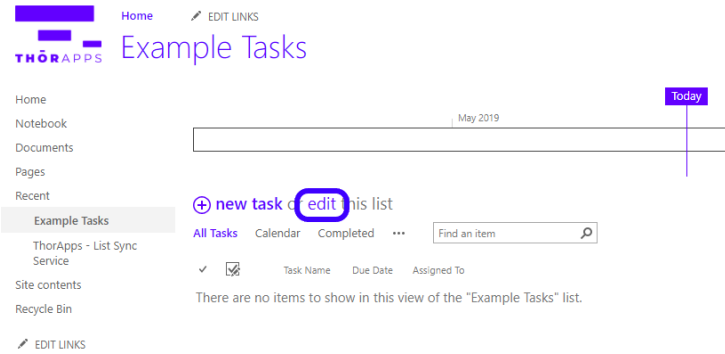 Home
EDIT LINKS
THŌRAPPS
Example Tasks
Home
Notebook
Documents
Pages
Recent
Example Tasks
ThorApps - List Sync
Service
Site contents
Recycle Bin
EDIT LINKS
Today
May 2019
new task or edit this list
All Tasks Calendar Completed ••• Find an item
Task Name Due Date Assigned To
There are no items to show in this view of the "Example Tasks" list.